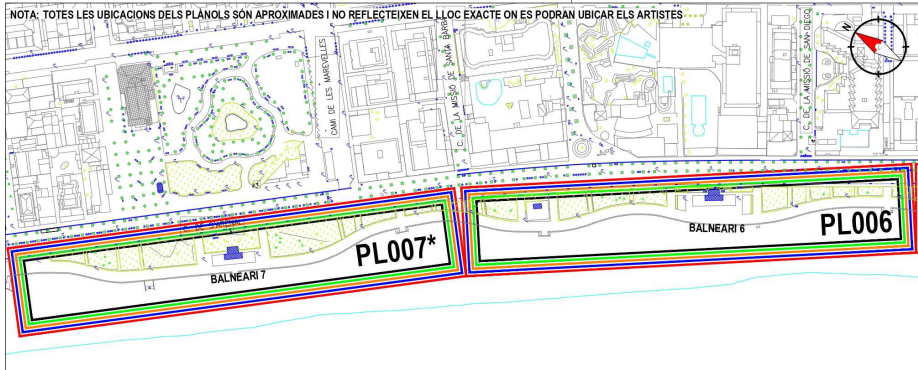 NOTA: TOTES LES UBICACIONS DELS PLÀNOLS SÓN APROXIMADES I NO REFLECTEIXEN EL LLOC EXACTE ON ES PODRAN UBICAR ELS ARTISTES
CAMI DE LES MARAVELLES
C. DE LA MISSIÓ DE SANTA BARBA
C. DE LA MISSIÓ DE SAN DIEGO
N
PL007*
BALNEARI 7
PL006
BALNEARI 6